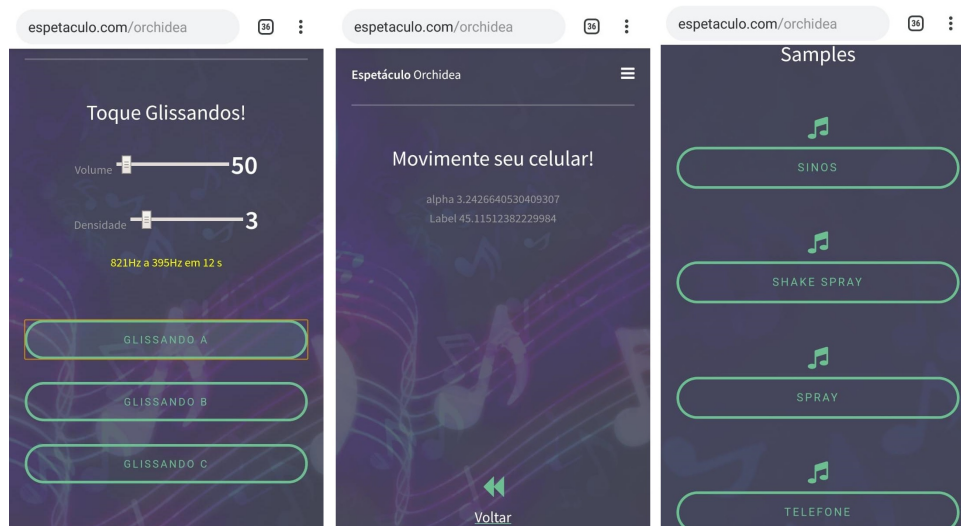 espetaculo.com/orchidea
36
Toque Glissandos!
Volume 50
Densidade 3
821Hz a 395Hz em 12 s
GLISSANDO A
GLISSANDO B
GLISSANDO C
espetaculo.com/orchidea
36
Espetáculo Orchidea
Movimente seu celular!
alpha 3.2426640530409307
Label 45.11512382229984
Voltar
espetaculo.com/orchidea
36
Samples
SINOS
SHAKE SPRAY
SPRAY
TELEFONE